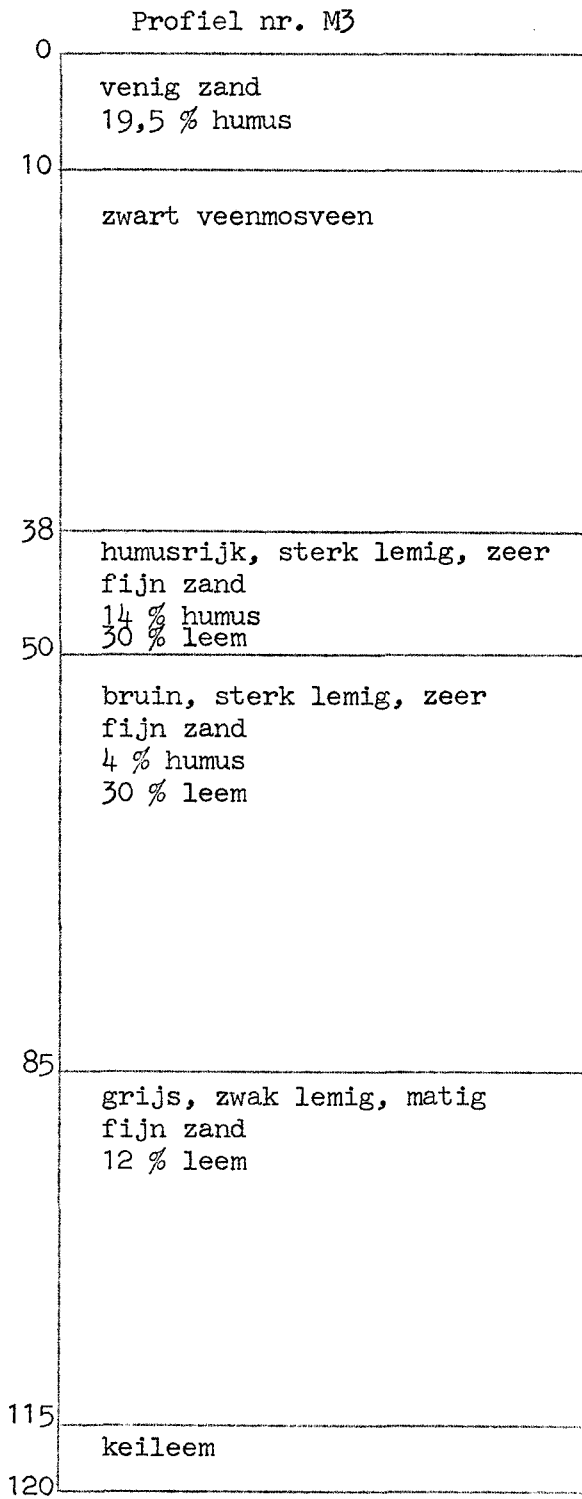 Profiel nr. M3
0
venig zand
19,5 % humus
10
zwart veenmosveen
38
humusrijk, sterk lemig, zeer
fijn zand
14 % humus
30 % leem
50
bruin, sterk lemig, zeer
fijn zand
4 % humus
30 % leem
85
grijs, zwak lemig, matig
fijn zand
12 % leem
115
keileem
120